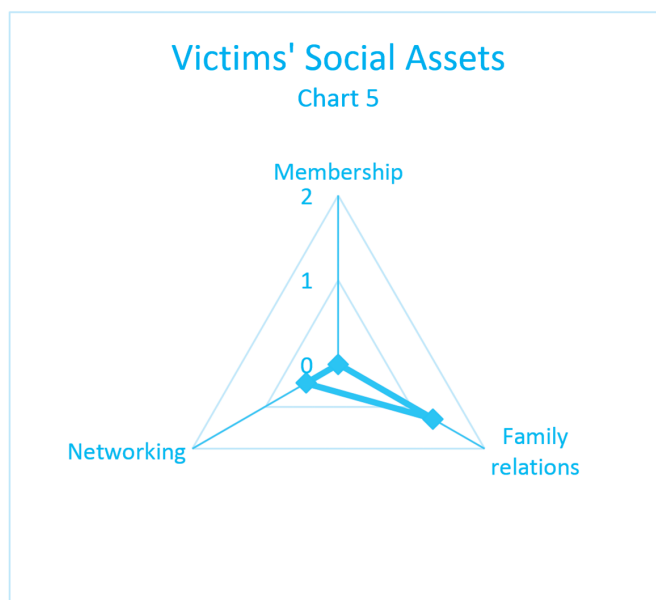 Victims' Social Assets
Chart 5
Membership
2
1
0
Networking
Family
relations